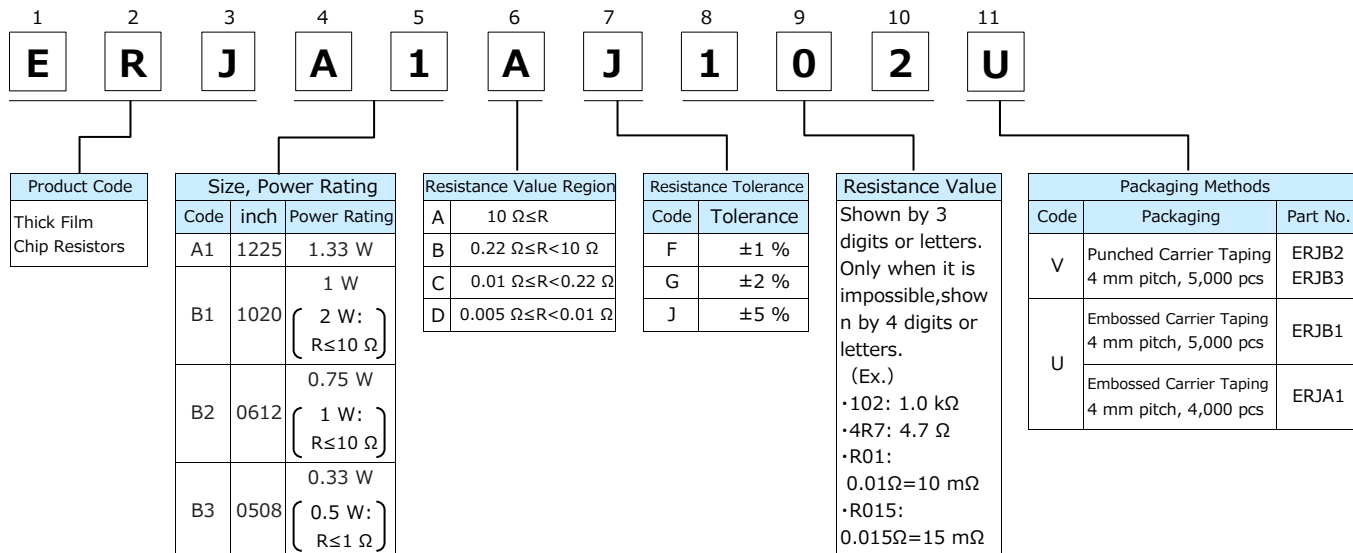 1 2 3 4 5 6 7 8 9 10 11
E R J A 1 A J 1 0 2 U
Product Code
Thick Film
Chip Resistors
Size, Power Rating
Code inch Power Rating
A1 1225 1.33 W
B1 1020 1 W
2 W:
R≤10 Ω
B2 0612 0.75 W
1 W:
R≤10 Ω
B3 0508 0.33 W
0.5 W:
R≤1 Ω
Resistance Value Region
A 10 Ω≤R
B 0.22 Ω≤R<10 Ω
C 0.01 Ω≤R<0.22 Ω
D 0.005 Ω≤R<0.01 Ω
Resistance Tolerance
Code Tolerance
F ±1 %
G ±2 %
J ±5 %
Resistance Value
Shown by 3
digits or letters.
Only when it is
impossible,show
n by 4 digits or
letters.
(Ex.)
・102: 1.0 kΩ
・4R7: 4.7 Ω
・R01:
0.01Ω=10 mΩ
・R015:
0.015Ω=15 mΩ
Packaging Methods
Code Packaging Part No.
V Punched Carrier Taping ERJB2
4 mm pitch, 5,000 pcs ERJB3
U Embossed Carrier Taping ERJB1
4 mm pitch, 5,000 pcs
Embossed Carrier Taping ERJA1
4 mm pitch, 4,000 pcs